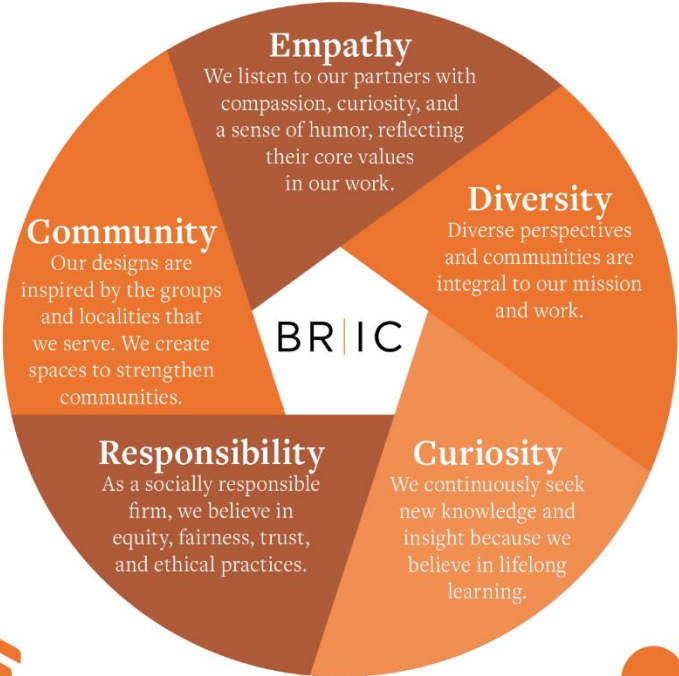 Empathy
We listen to our partners with
compassion, curiosity, and
a sense of humor, reflecting
their core values
in our work.
Diversity
Diverse perspectives
and communities are
integral to our mission
and work.
Community
Our designs are
inspired by the groups
and localities that
we serve. We create
spaces to strengthen
communities.
BR|IC
Responsibility
As a socially responsible
firm, we believe in
equity, fairness, trust,
and ethical practices.
Curiosity
We continuously seek
new knowledge and
insight because we
believe in lifelong
learning.